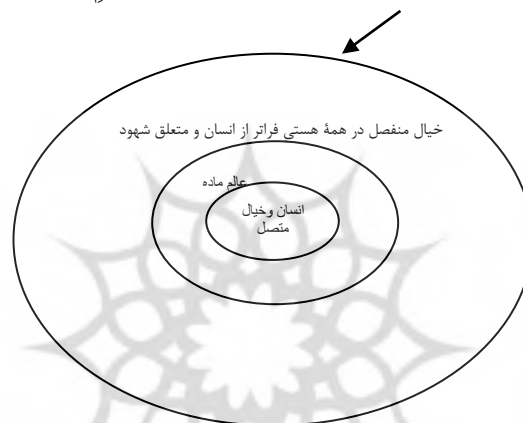 خیال منفصل در همهٔ هستی فراتر از انسان و متعلق شهود
عالم ماده
انسان وخیال
متصل